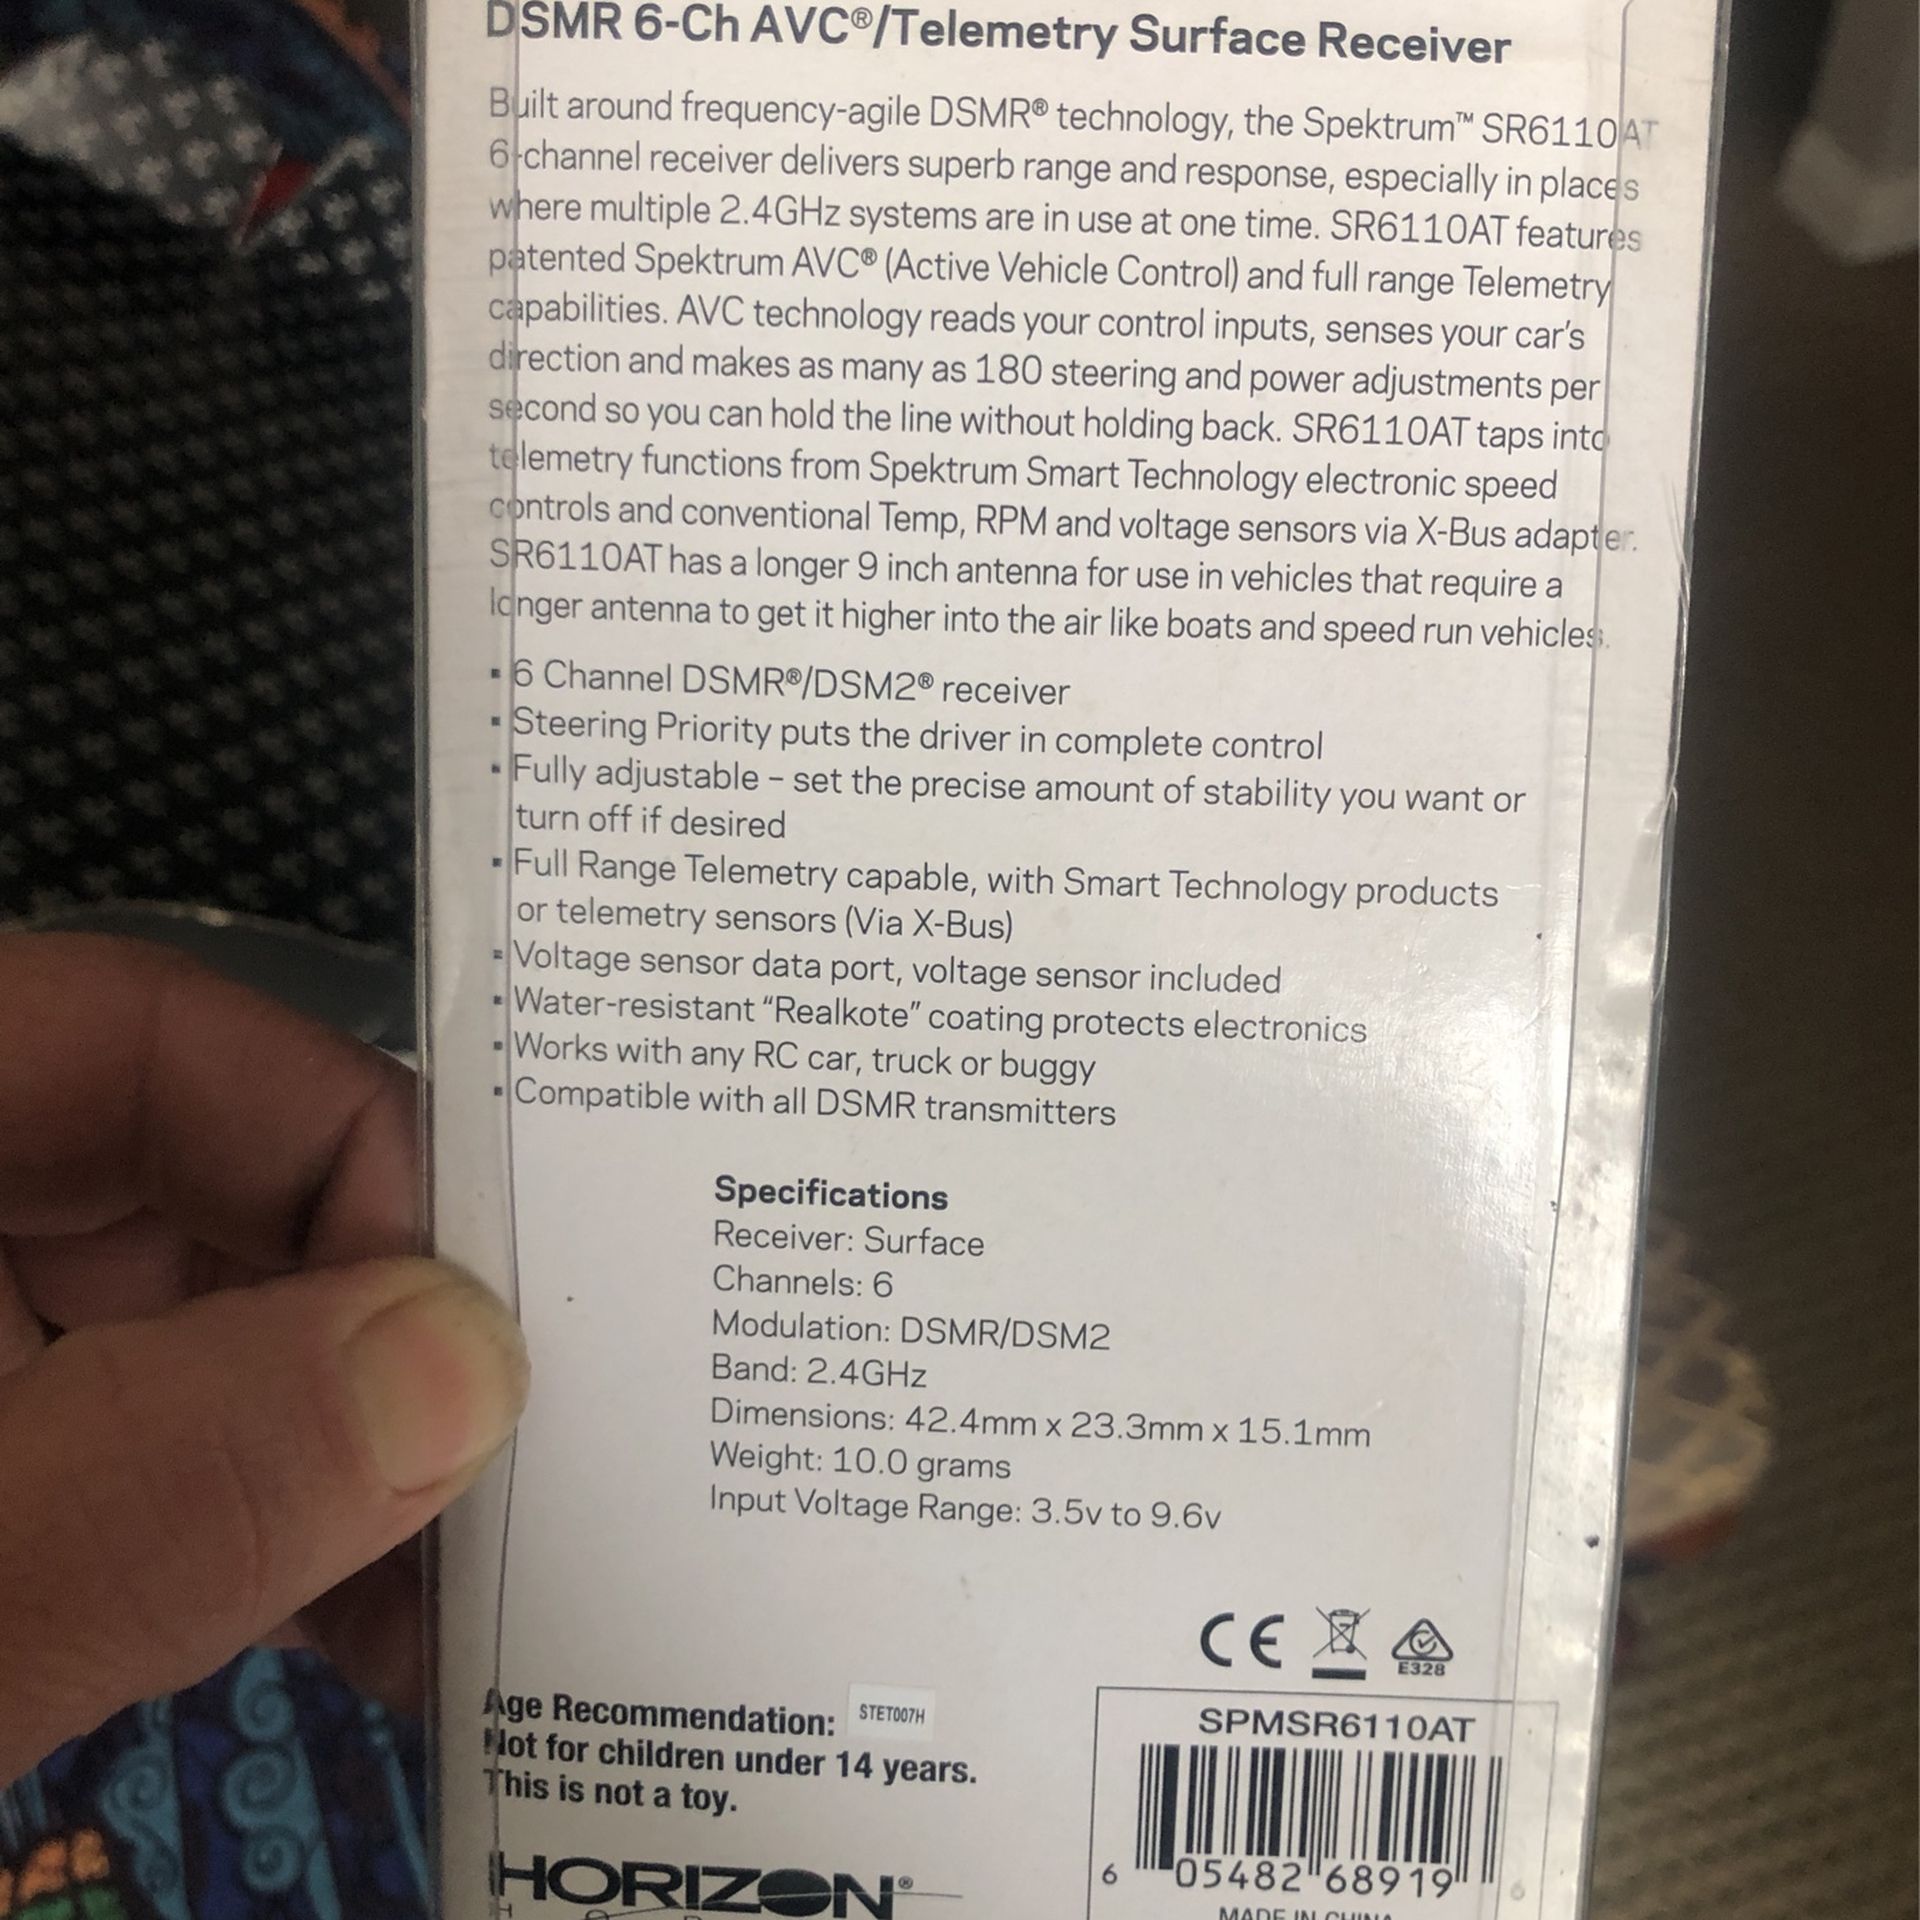 DSMR 6-Ch AVC®/Telemetry Surface Receiver
Built around frequency-agile DSMR® technology, the Spektrum™ SR6110AT
6-channel receiver delivers superb range and response, especially in places
where multiple 2.4GHz systems are in use at one time. SR6110AT features
patented Spektrum AVC® (Active Vehicle Control) and full range Telemetry
capabilities. AVC technology reads your control inputs, senses your car's
direction and makes as many as 180 steering and power adjustments per
second so you can hold the line without holding back. SR6110AT taps into
telemetry functions from Spektrum Smart Technology electronic speed
controls and conventional Temp, RPM and voltage sensors via X-Bus adapter.
SR6110AT has a longer 9 inch antenna for use in vehicles that require a
longer antenna to get it higher into the air like boats and speed run vehicles.
▪ 6 Channel DSMR®/DSM2® receiver
▪ Steering Priority puts the driver in complete control
▪ Fully adjustable – set the precise amount of stability you want or
turn off if desired
▪ Full Range Telemetry capable, with Smart Technology products
or telemetry sensors (Via X-Bus)
▪ Voltage sensor data port, voltage sensor included
▪ Water-resistant “Realkote” coating protects electronics
▪ Works with any RC car, truck or buggy
▪ Compatible with all DSMR transmitters
Specifications
Receiver: Surface
Channels: 6
Modulation: DSMR/DSM2
Band: 2.4GHz
Dimensions: 42.4mm x 23.3mm x 15.1mm
Weight: 10.0 grams
Input Voltage Range: 3.5v to 9.6v
CE
E328
Age Recommendation: STET007H
Not for children under 14 years.
This is not a toy.
SPMSR6110AT
6 05482 68919 6
HORIZON®
MADE IN CHINA